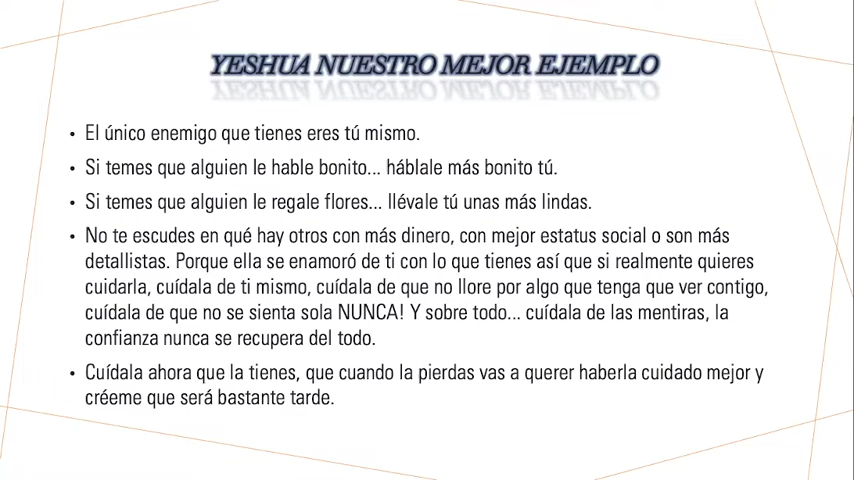 YESHUA NUESTRO MEJOR EJEMPLO
• El único enemigo que tienes eres tú mismo.
• Si temes que alguien le hable bonito... háblale más bonito tú.
• Si temes que alguien le regale flores... llévale tú unas más lindas.
• No te escudes en qué hay otros con más dinero, con mejor estatus social o son más
detallistas. Porque ella se enamoró de ti con lo que tienes así que si realmente quieres
cuidarla, cuídala de ti mismo, cuídala de que no llore por algo que tenga que ver contigo,
cuídala de que no se sienta sola NUNCA! Y sobre todo... cuídala de las mentiras, la
confianza nunca se recupera del todo.
• Cuídala ahora que la tienes, que cuando la pierdas vas a querer haberla cuidado mejor y
créeme que será bastante tarde.